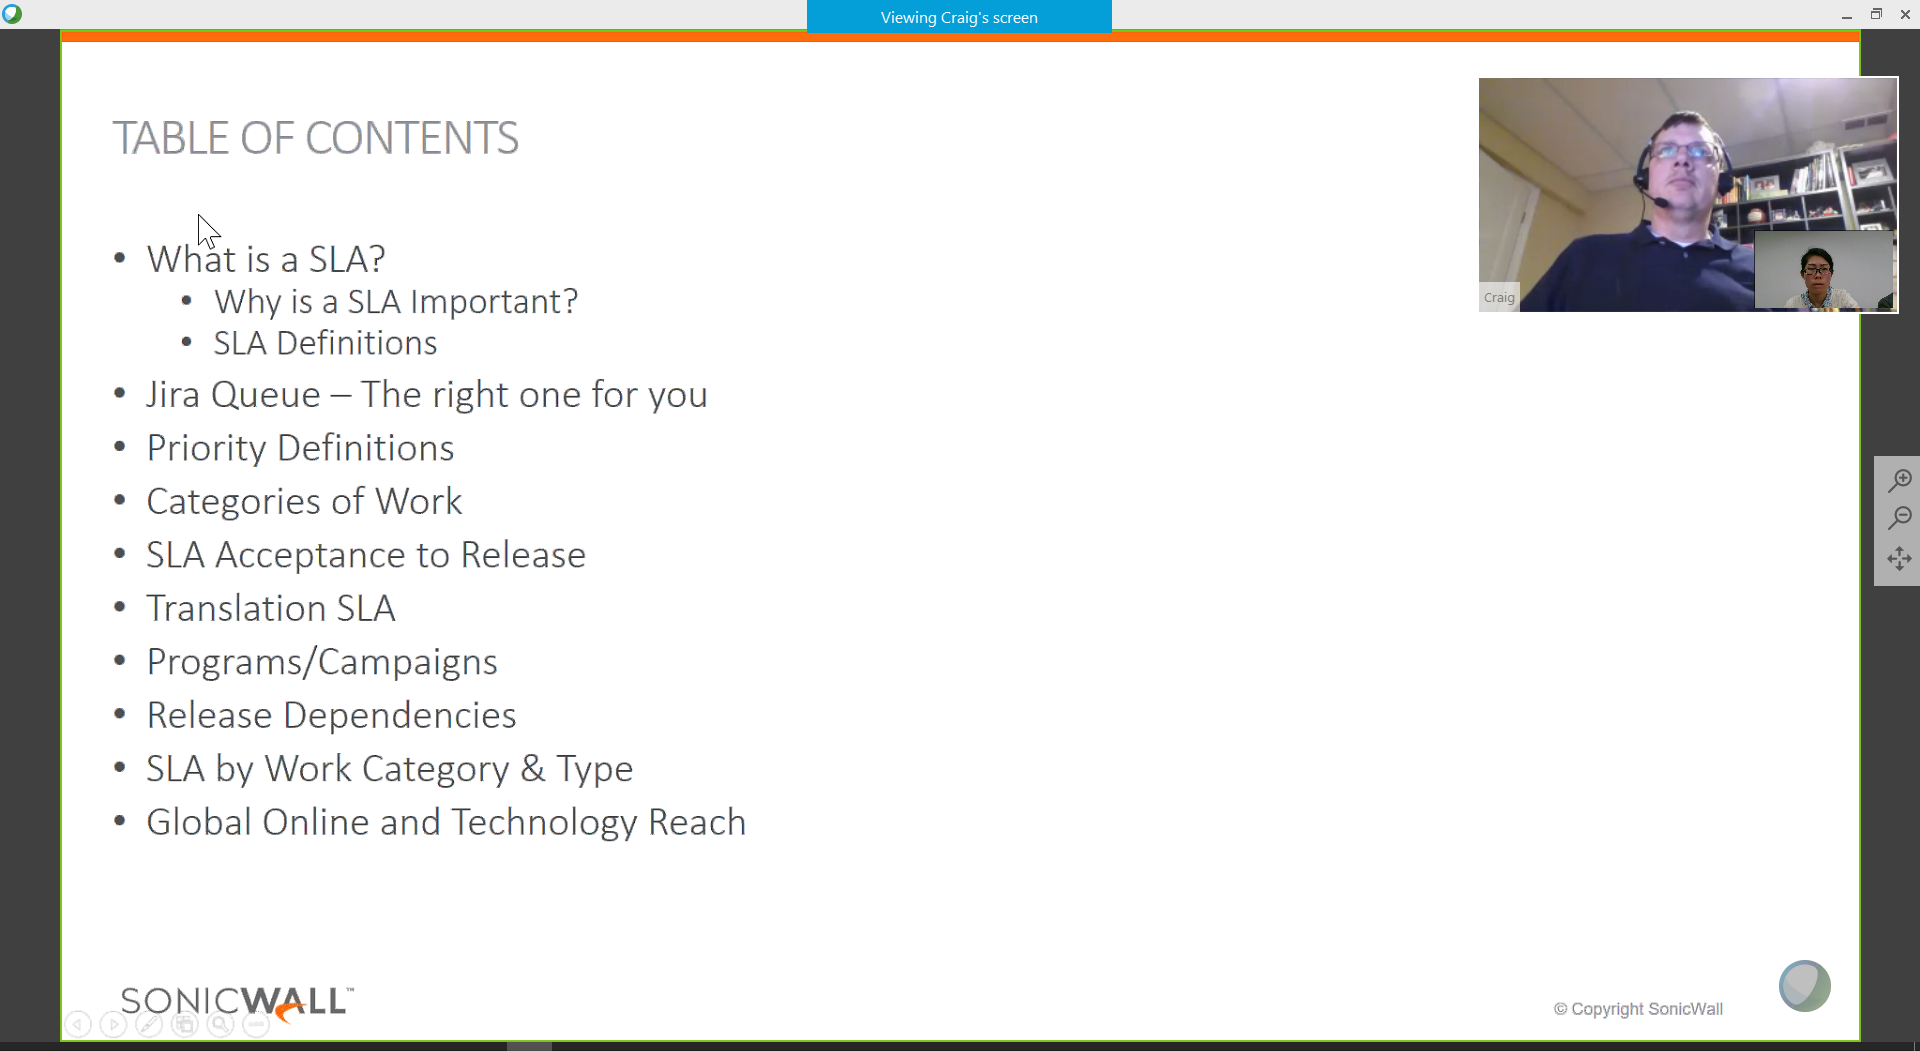 Viewing Craig's screen
TABLE OF CONTENTS
• What is a SLA?
• Why is a SLA Important?
• SLA Definitions
• Jira Queue – The right one for you
• Priority Definitions
• Categories of Work
• SLA Acceptance to Release
• Translation SLA
• Programs/Campaigns
• Release Dependencies
• SLA by Work Category & Type
• Global Online and Technology Reach
Craig
SONICWALL™
© Copyright SonicWall